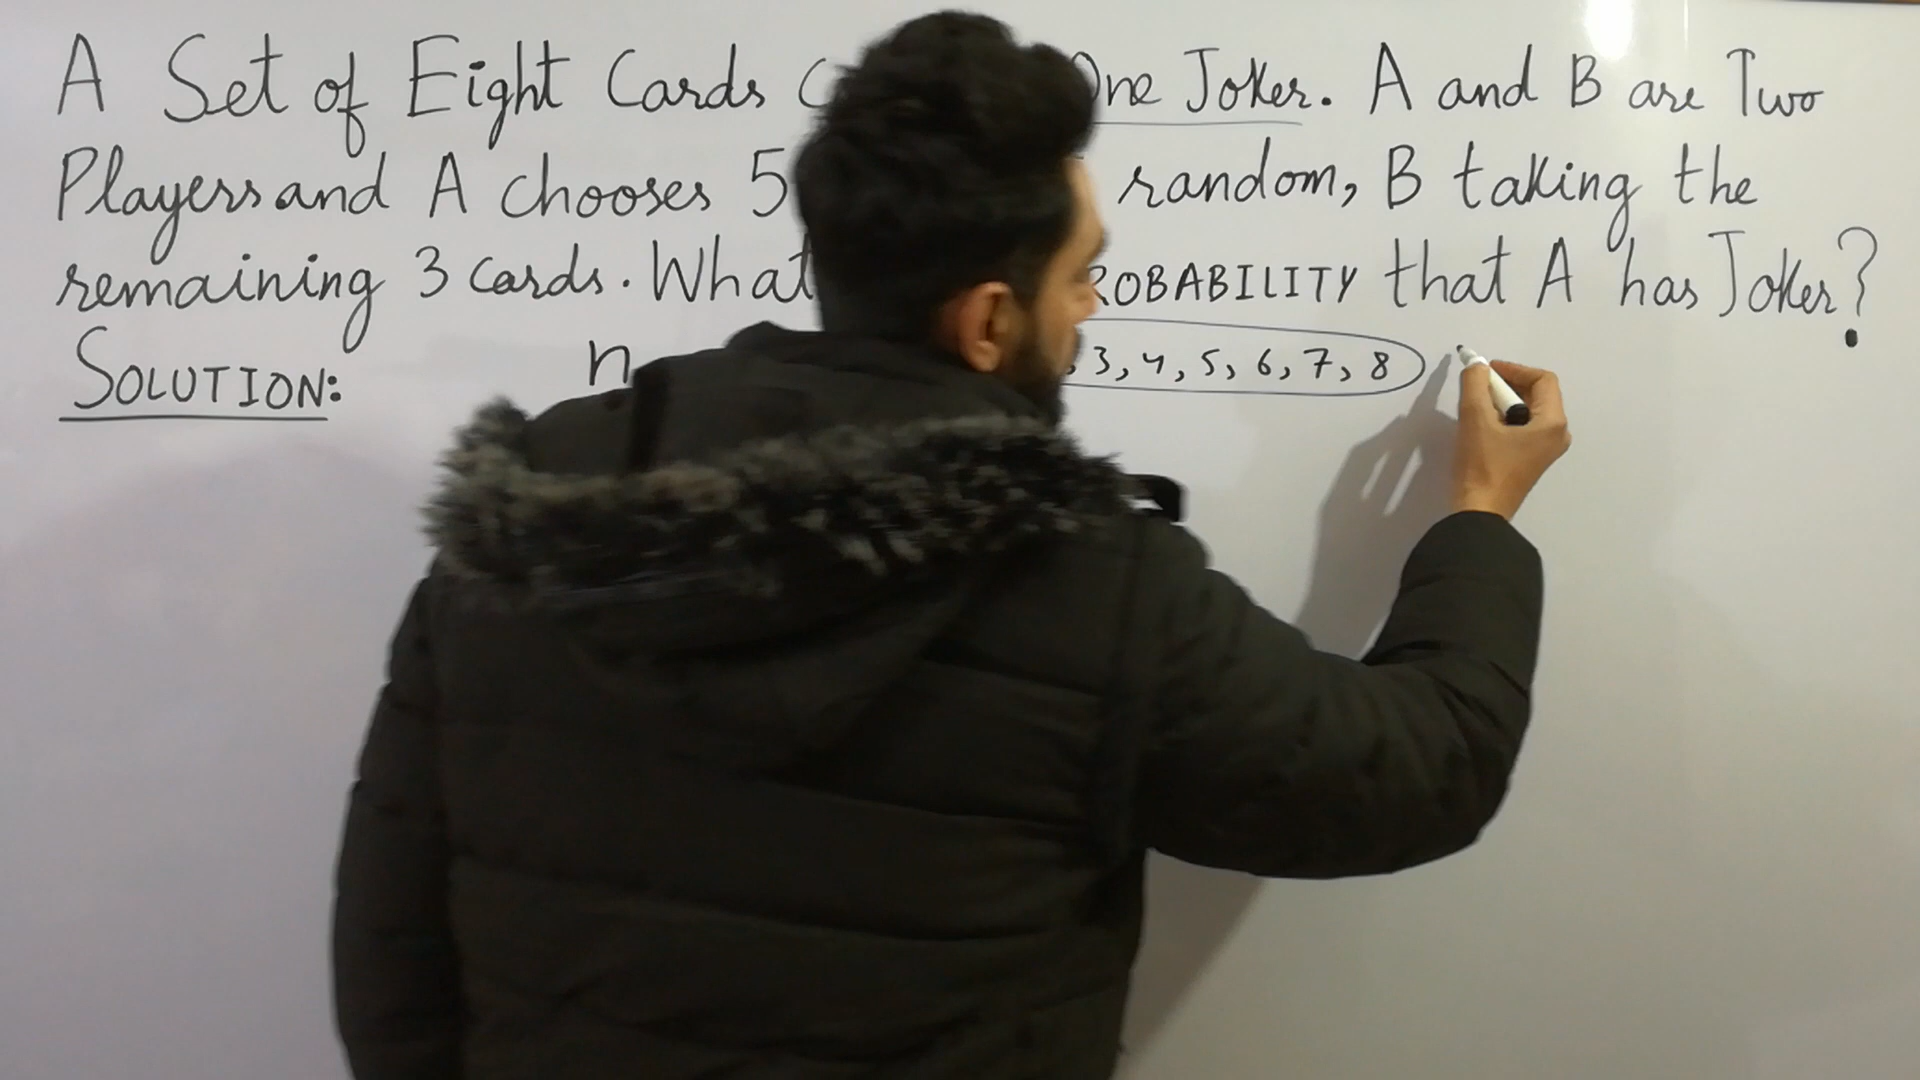 A Set of Eight Cards One Joker. A and B are Two
Players and A chooses 5 random, B taking the
remaining 3 cards. What PROBABILITY that A has Joker?
SOLUTION: n 3, 4, 5, 6, 7, 8